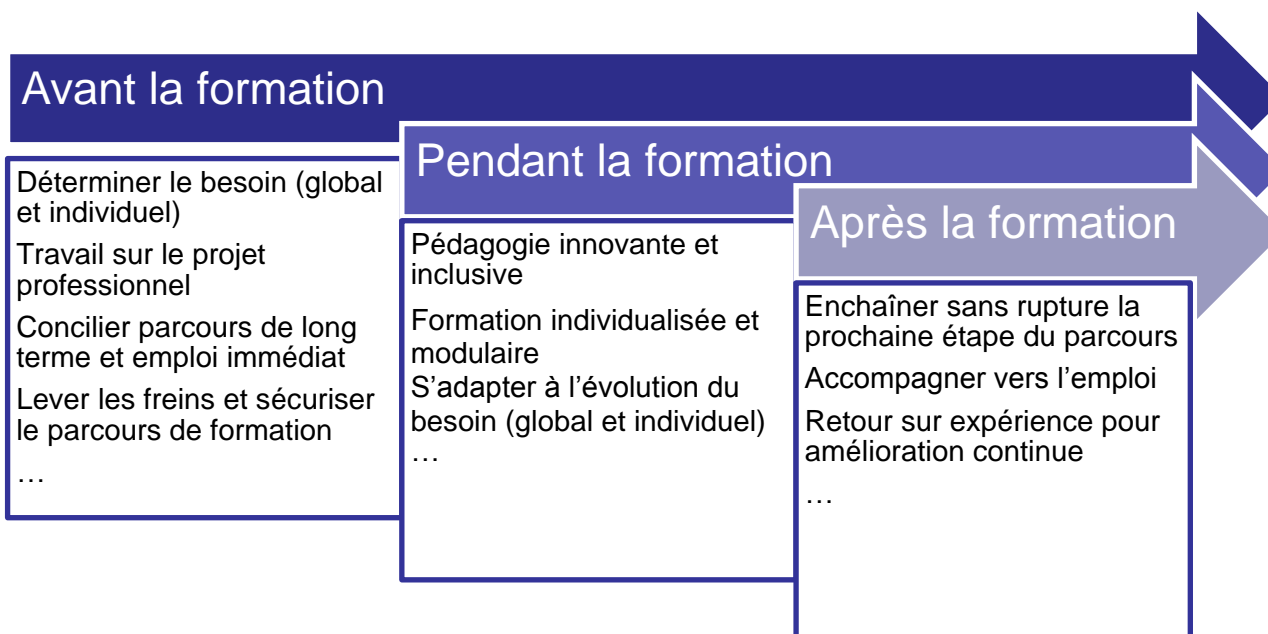 Avant la formation
Déterminer le besoin (global
et individuel)
Travail sur le projet
professionnel
Concilier parcours de long
terme et emploi immédiat
Lever les freins et sécuriser
le parcours de formation
…
Pendant la formation
Pédagogie innovante et
inclusive
Formation individualisée et
modulaire
S’adapter à l’évolution du
besoin (global et individuel)
…
Après la formation
Enchaîner sans rupture la
prochaine étape du parcours
Accompagner vers l’emploi
Retour sur expérience pour
amélioration continue
…